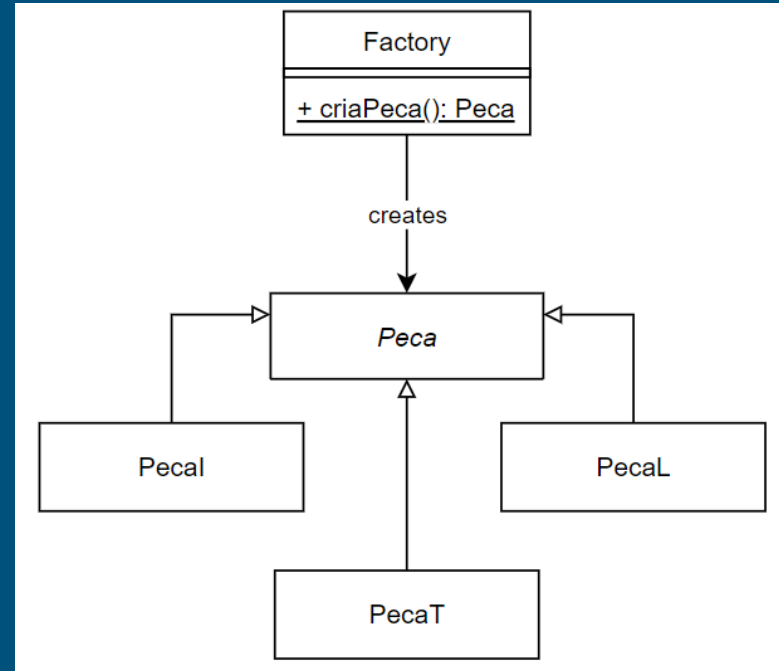 Factory
+ criaPeca(): Peca
creates
Peca
PecaI
PecaL
PecaT